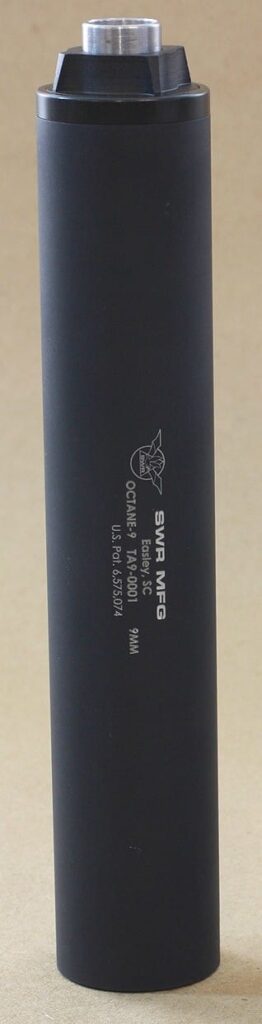 SWR MFG
Easley, SC
OCTANE-9 TA9-0001 9MM
U.S. Pat. 6,575,074